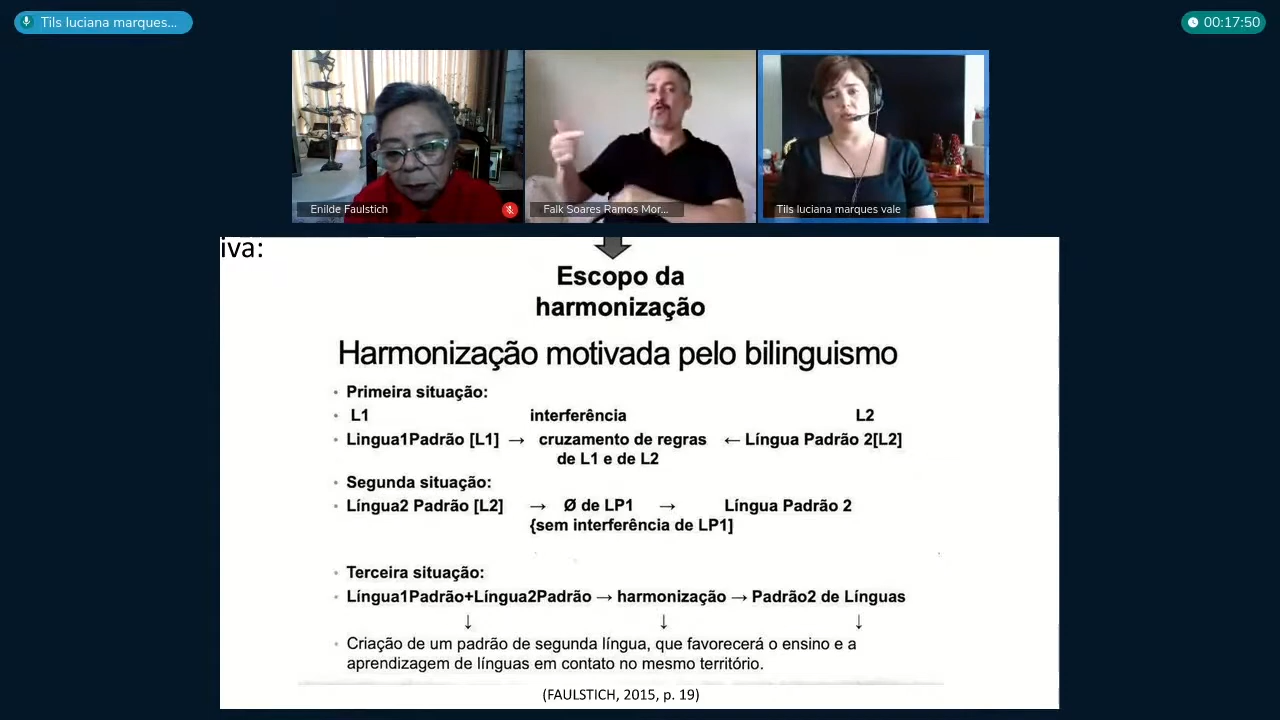 Tils luciana marques...
00:17:50
Enilde Faulstich
Falk Soares Ramos Mor...
Tils luciana marques vale
iva:
Escopo da
harmonização
Harmonização motivada pelo bilinguismo
• Primeira situação:
• L1 interferência L2
• Lingua1Padrão [L1] → cruzamento de regras ← Língua Padrão 2[L2]
de L1 e de L2
• Segunda situação:
• Língua2 Padrão [L2] → Ø de LP1 → Língua Padrão 2
{sem interferência de LP1]
• Terceira situação:
• Língua1Padrão+Língua2Padrão → harmonização → Padrão2 de Línguas
↓ ↓ ↓
• Criação de um padrão de segunda língua, que favorecerá o ensino e a
aprendizagem de línguas em contato no mesmo território.
(FAULSTICH, 2015, p. 19)